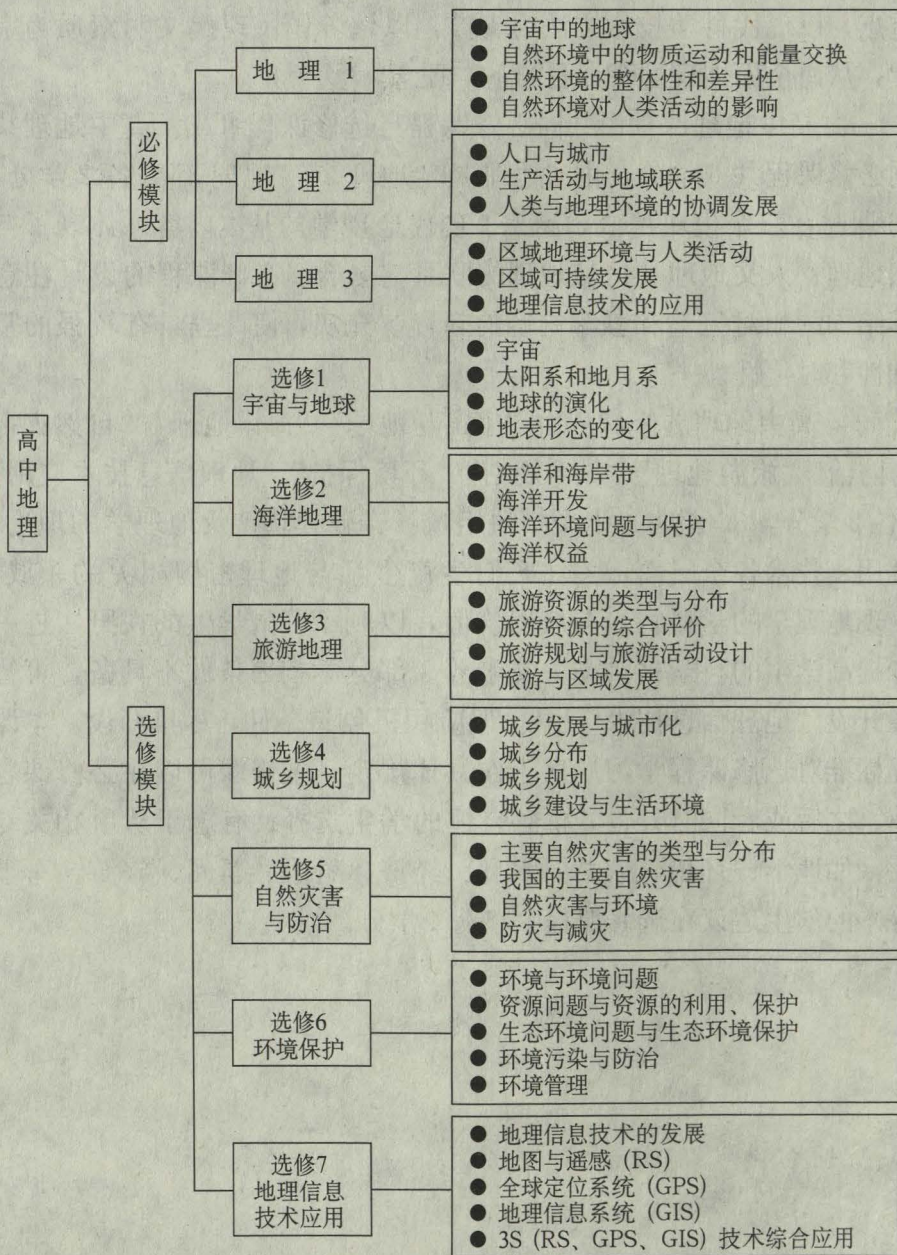 高中地理
必修模块
地 理 1
● 宇宙中的地球
● 自然环境中的物质运动和能量交换
● 自然环境的整体性和差异性
● 自然环境对人类活动的影响
地 理 2
● 人口与城市
● 生产活动与地域联系
● 人类与地理环境的协调发展
地 理 3
● 区域地理环境与人类活动
● 区域可持续发展
● 地理信息技术的应用
选修模块
选修1
宇宙与地球
● 宇宙
● 太阳系和地月系
● 地球的演化
● 地表形态的变化
选修2
海洋地理
● 海洋和海岸带
● 海洋开发
● 海洋环境问题与保护
● 海洋权益
选修3
旅游地理
● 旅游资源的类型与分布
● 旅游资源的综合评价
● 旅游规划与旅游活动设计
● 旅游与区域发展
选修4
城乡规划
● 城乡发展与城市化
● 城乡分布
● 城乡规划
● 城乡建设与生活环境
选修5
自然灾害
与防治
● 主要自然灾害的类型与分布
● 我国的主要自然灾害
● 自然灾害与环境
● 防灾与减灾
选修6
环境保护
● 环境与环境问题
● 资源问题与资源的利用、保护
● 生态环境问题与生态环境保护
● 环境污染与防治
● 环境管理
选修7
地理信息
技术应用
● 地理信息技术的发展
● 地图与遥感 (RS)
● 全球定位系统 (GPS)
● 地理信息系统 (GIS)
● 3S (RS、GPS、GIS) 技术综合应用